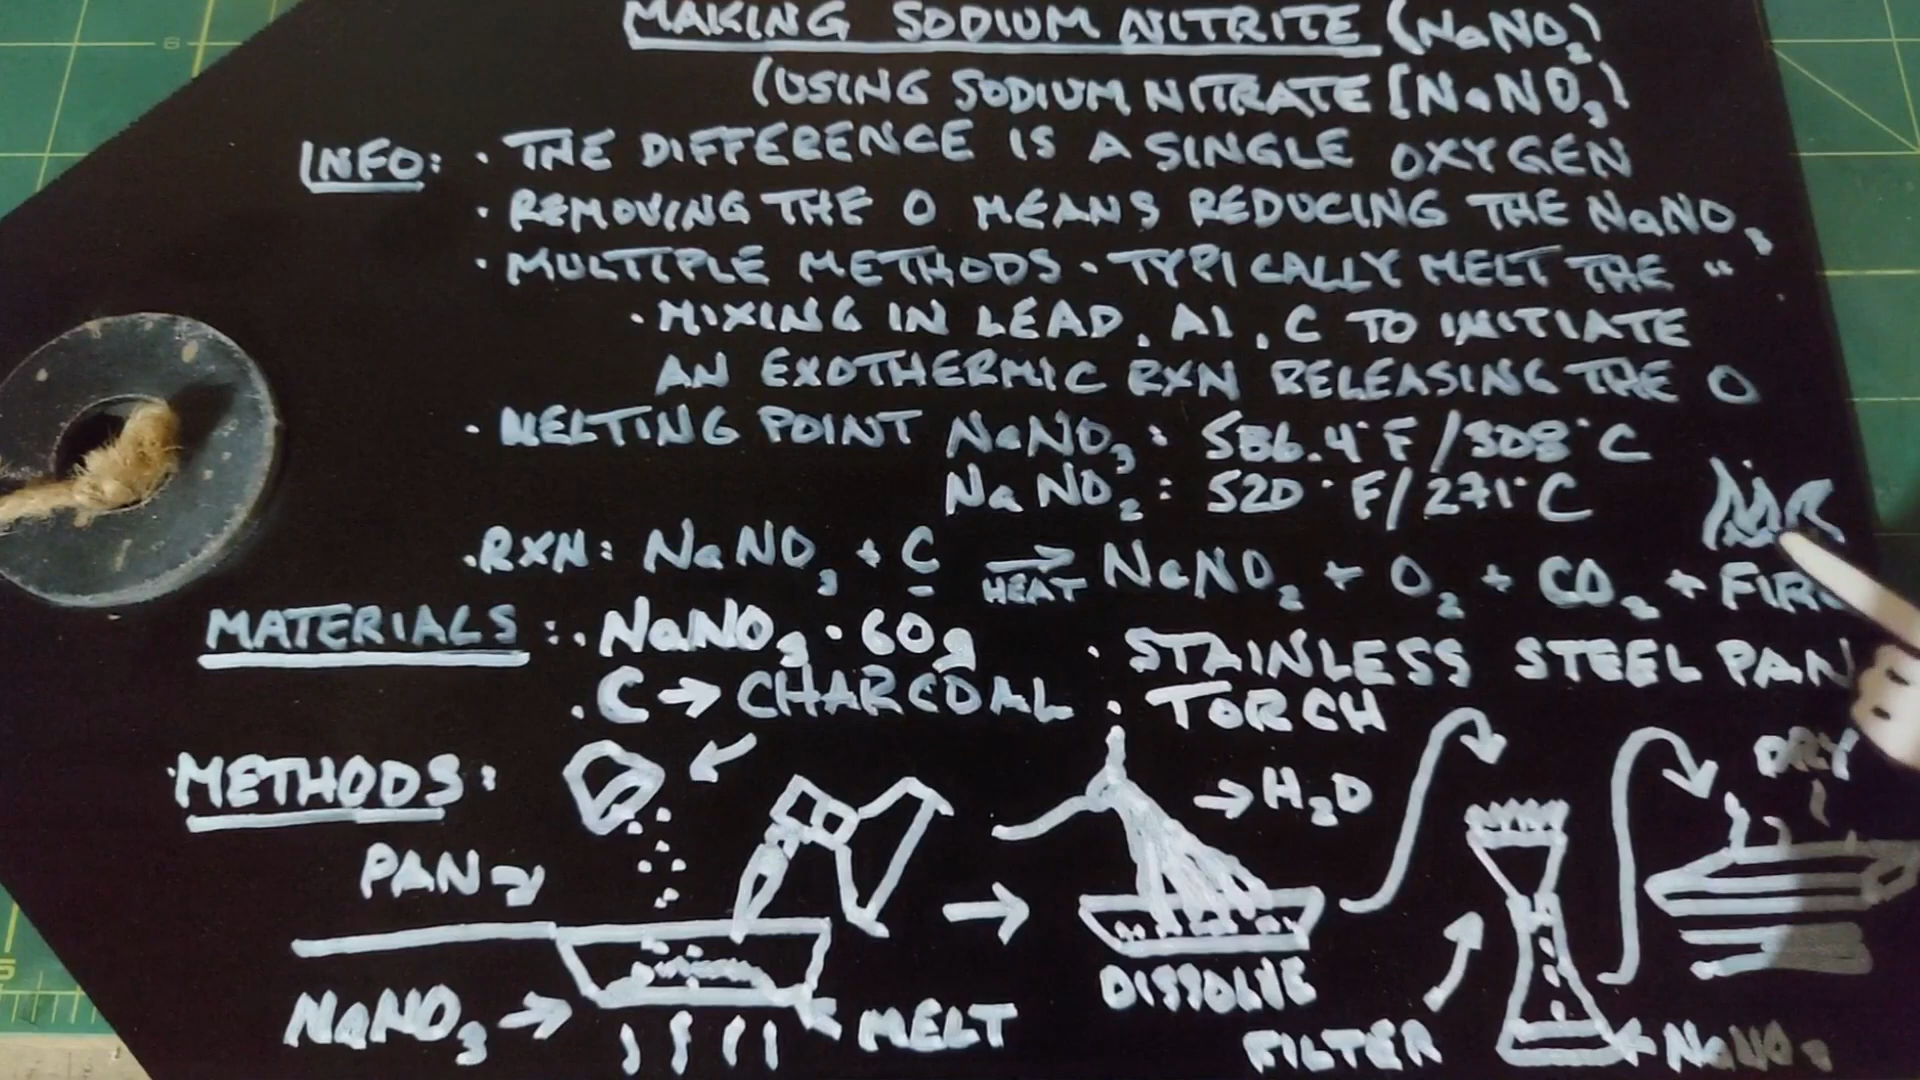 MAKING SODIUM NITRITE (NaNO2)
(USING SODIUM NITRATE [NaNO3)
INFO: · THE DIFFERENCE IS A SINGLE OXYGEN
· REMOVING THE O MEANS REDUCING THE NaNO3
· MULTIPLE METHODS · TYPICALLY MELT THE "
· MIXING IN LEAD, Al, C TO INITIATE
AN EXOTHERMIC RXN RELEASING THE O
· MELTING POINT NaNO3: 586.4°F/308°C
NaNO2: 520°F/271°C
· RXN: NaNO3 + C → HEAT NaNO2 + O2 + CO2 + FIRE
MATERIALS: · NaNO3 · 60g · STAINLESS STEEL PAN
· C → CHARCOAL · TORCH
· METHODS:
DRY
→ H2O
PAN
DISSOLVE
NaNO3 → MELT
FILTER
6